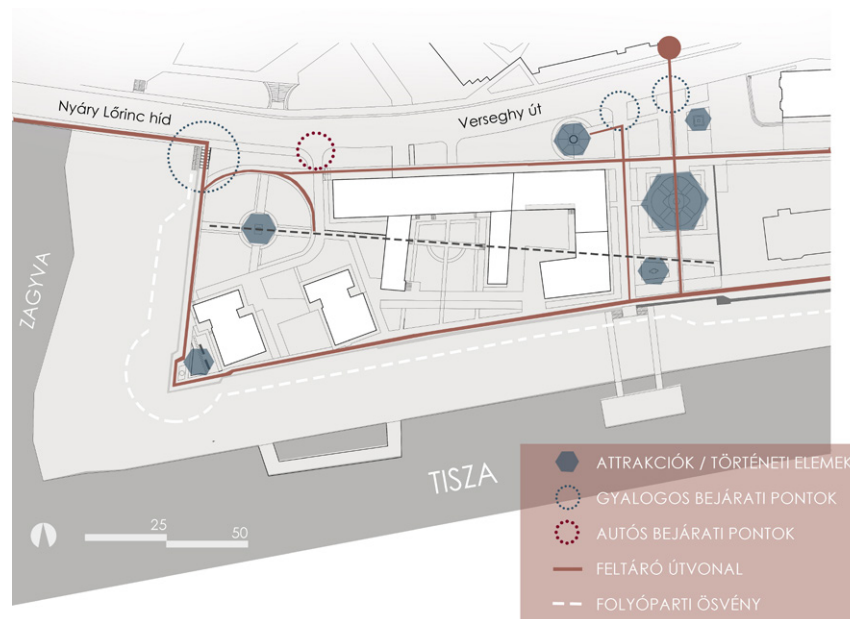 Nyáry Lőrinc híd
Verseghy út
ZAGYVA
TISZA
25
50
ATTRAKCIÓK / TÖRTÉNETI ELEMEK
GYALOGOS BEJÁRATI PONTOK
AUTÓS BEJÁRATI PONTOK
FELTÁRÓ ÚTVONAL
FOLYÓPARTI ÖSVÉNY